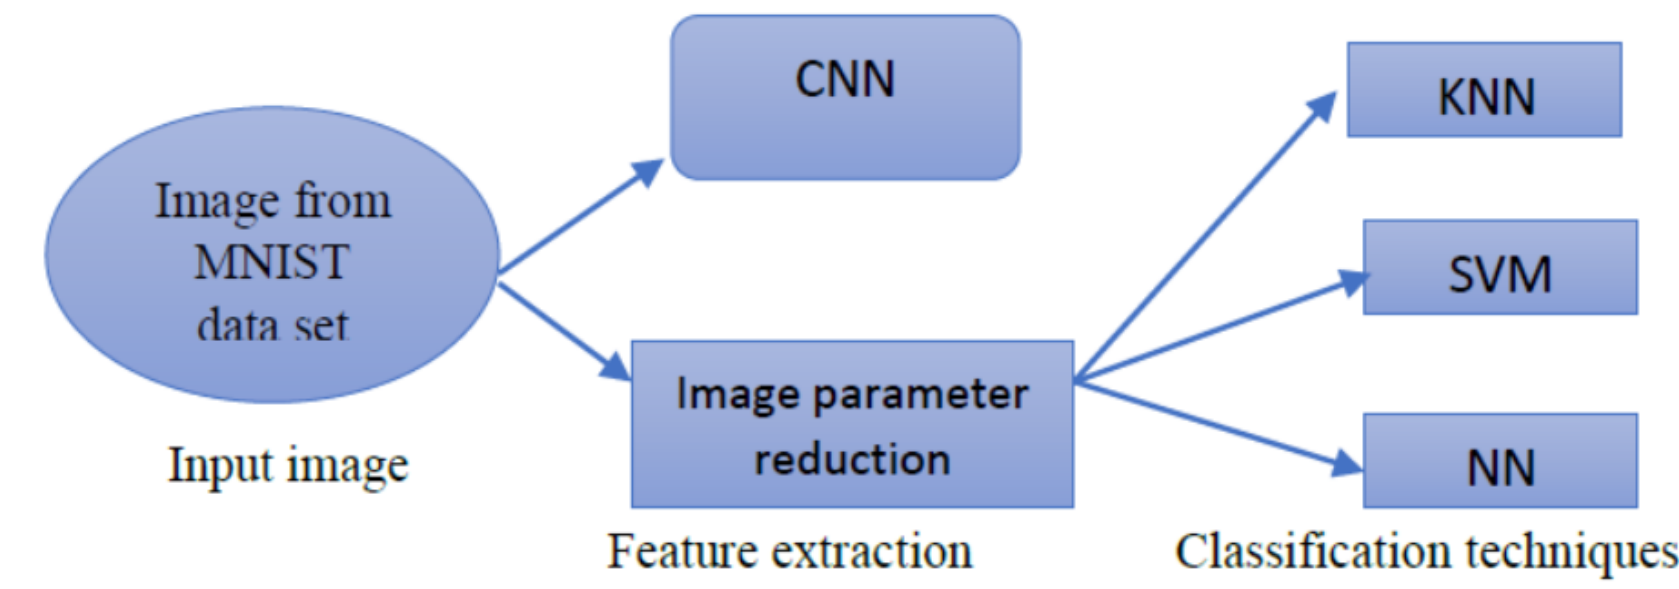 Image from
MNIST
data set
Input image
CNN
Image parameter
reduction
Feature extraction
KNN
SVM
NN
Classification techniques